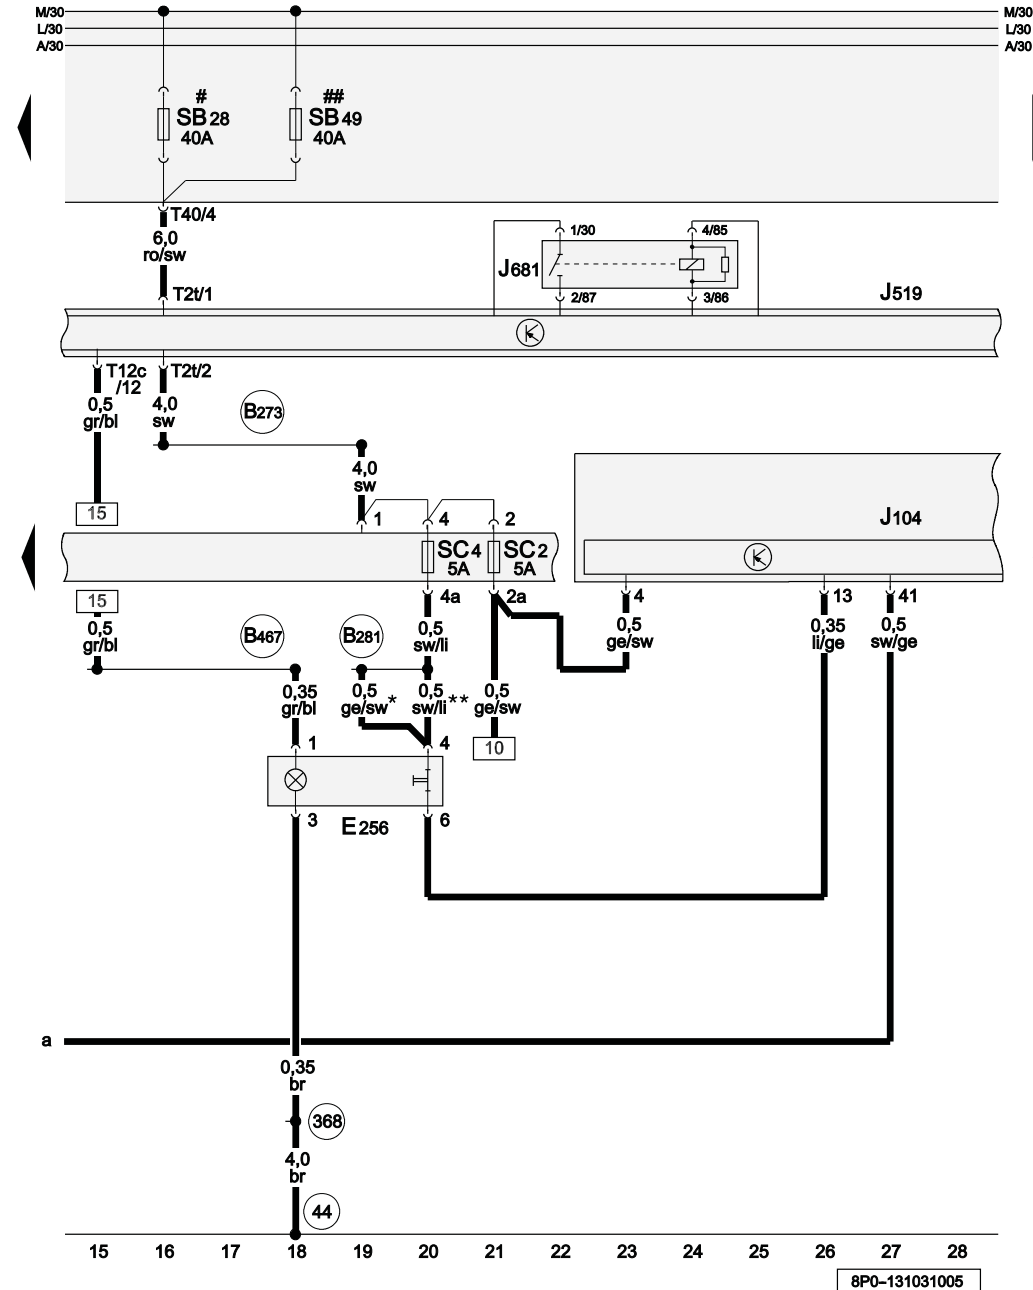 M/30 M/30
L/30 L/30
A/30 A/30
# ##
SB 28 SB 49
40A 40A
T40/4
6,0
ro/sw
T2t/1
1/30 4/85
J681
2/87 3/86
J519
T12c T2t/2
/12
0,5 4,0
gr/bl sw
B273
4,0
sw
15
1 4 2
J104
SC 4 SC 2
5A 5A
15
4a 2a 4 13 41
0,5 B467 B281 0,5 0,5 0,35 0,5
gr/bl sw/li ge/sw li/ge sw/ge
0,35 0,5 0,5 0,5
gr/bl ge/sw* sw/li** ge/sw
1 4 10
3 6
E 256
a
0,35
br
368
4,0
br
44
15 16 17 18 19 20 21 22 23 24 25 26 27 28
8P0-131031005